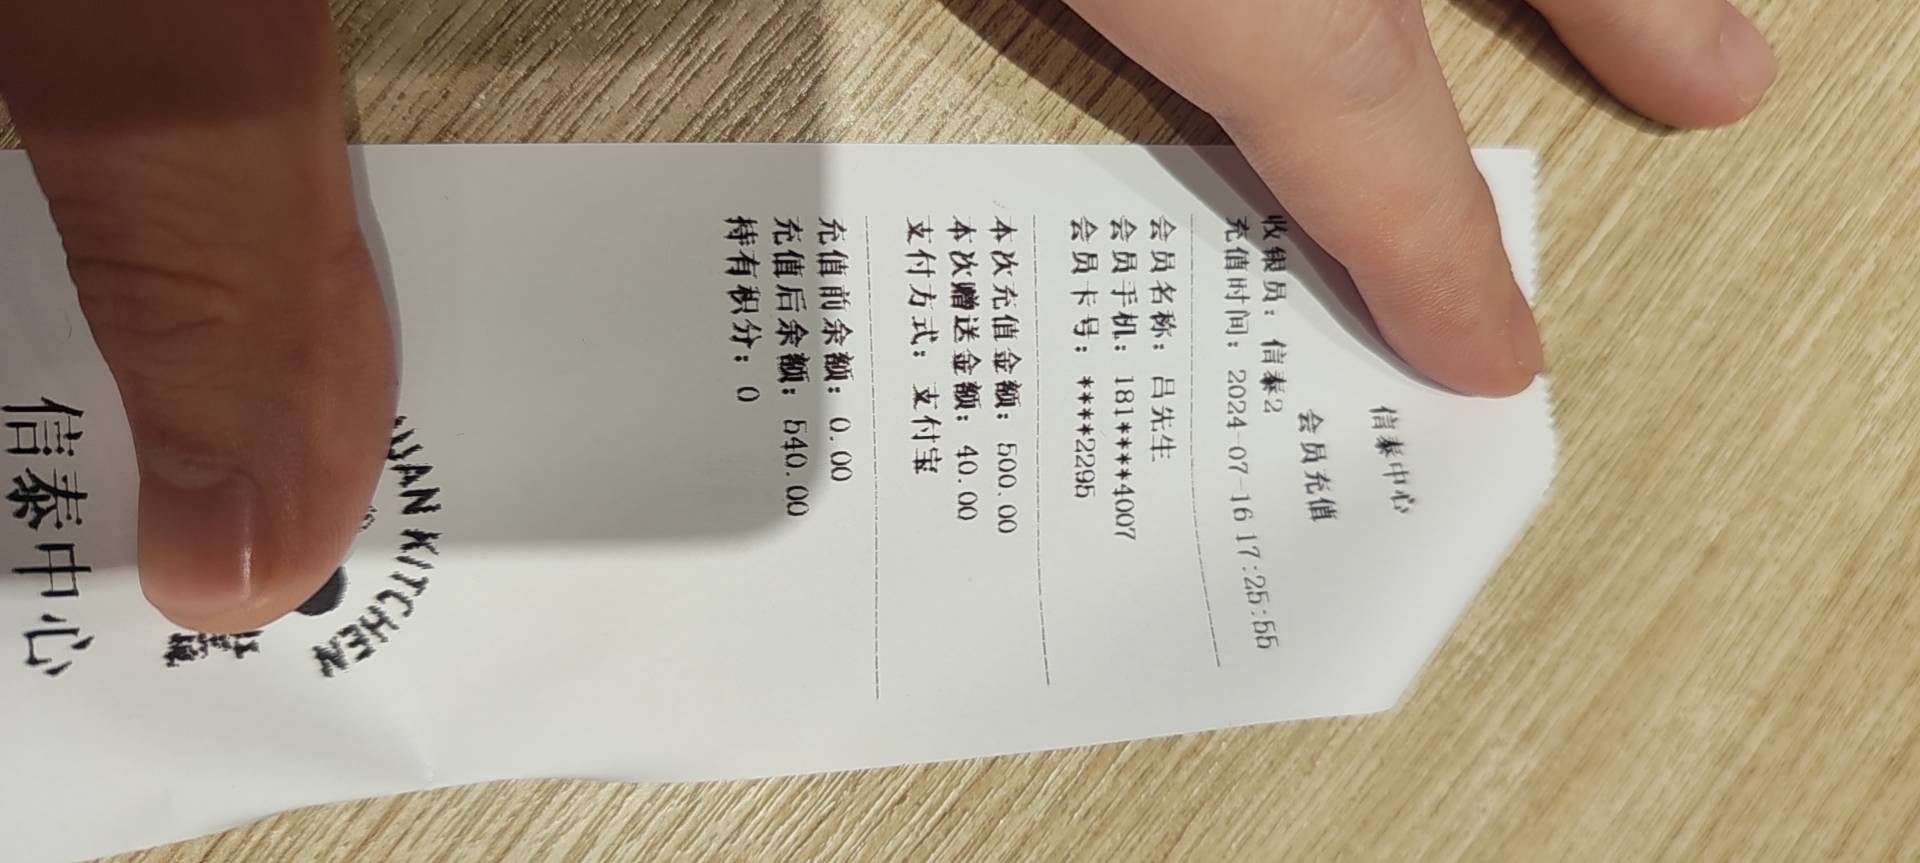 信泰中心
会员充值
收银员：信泰2
充值时间：2024-07-16 17:25:55
会员名称：吕先生
会员手机：181****4007
会员卡号：****2295
本次充值金额：500.00
本次赠送金额：40.00
支付方式：支付宝
充值前余额：0.00
充值后余额：540.00
持有积分：0
KITCHEN
信泰中心